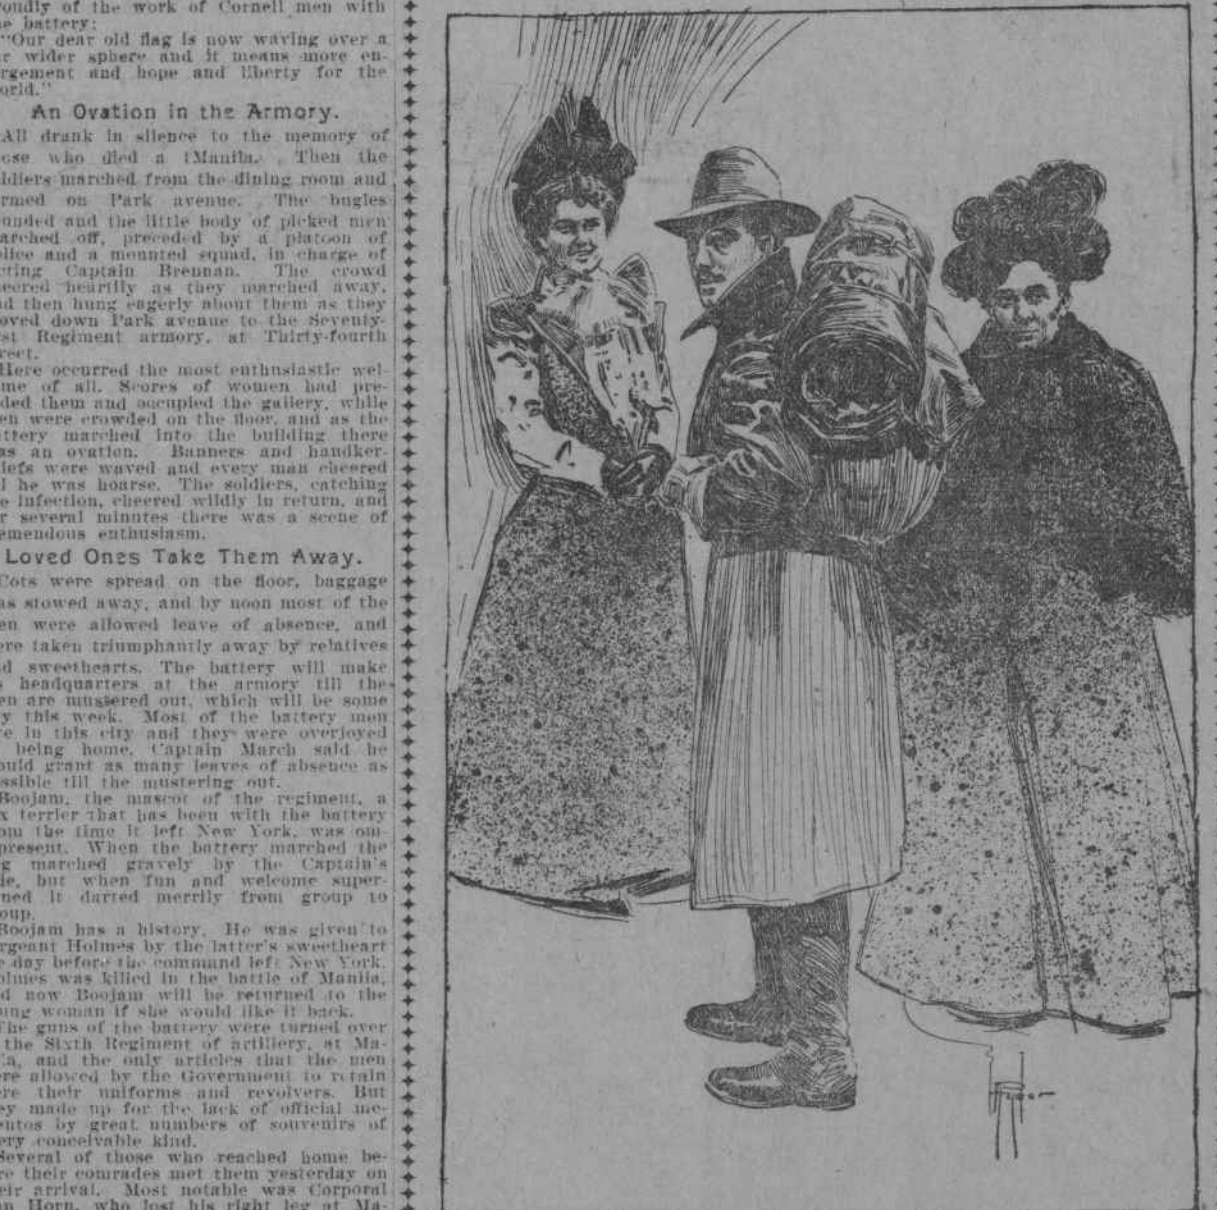 roudly of the work of Cornell men with
he battery:
"Our dear old flag is now waving over a
r wider sphere and it means more en-
rgement and hope and liberty for the
orld."
An Ovation in the Armory.
All drank in silence to the memory of
ose who died a tManila. Then the
ldiers marched from the dining room and
rmed on Park avenue. The bugles
unded and the little body of picked men
arched off, preceded by a platoon of
lice and a mounted squad, in charge of
cting Captain Brennan. The crowd
eered heartily as they marched away,
nd then hung eagerly about them as they
oved down Park avenue to the Seventy-
rst Regiment armory, at Thirty-fourth
reet.
Here occurred the most enthusiastic wel-
me of all. Scores of women had pre-
ded them and occupied the gallery, while
en were crowded on the floor, and as the
ttery marched into the building there
as an ovation. Banners and handker-
iefs were waved and every man cheered
l he was hoarse. The soldiers, catching
e infection, cheered wildly in return, and
r several minutes there was a scene of
emendous enthusiasm.
Loved Ones Take Them Away.
Cots were spread on the floor, baggage
as stowed away, and by noon most of the
en were allowed leave of absence, and
ere taken triumphantly away by relatives
d sweethearts. The battery will make
s headquarters at the armory till the
en are mustered out, which will be some
y this week. Most of the battery men
re in this city and they were overjoyed
t being home. Captain March said he
ould grant as many leaves of absence as
ssible till the mustering out.
Boojam, the mascot of the regiment, a
x terrier that has been with the battery
om the time it left New York, was om-
present. When the battery marched the
g marched gravely by the Captain's
de, but when fun and welcome super-
ned it darted merrily from group to
oup.
Boojam has a history. He was given to
rgeant Holmes by the latter's sweetheart
e day before the command left New York.
olmes was killed in the battle of Manila,
d now Boojam will be returned to the
ung woman if she would like it back.
The guns of the battery were turned over
the Sixth Regiment of artillery, at Ma-
la, and the only articles that the men
ere allowed by the Government to retain
ere their uniforms and revolvers. But
ey made up for the lack of official me-
entos by great numbers of souvenirs of
ery conceivable kind.
Several of those who reached home be-
re their comrades met them yesterday on
eir arrival. Most notable was Corporal
an Horn, who lost his right leg at Ma-